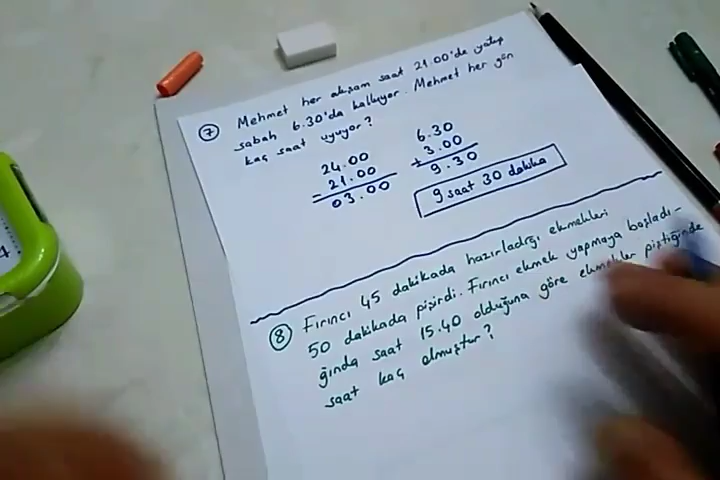 7 Mehmet her akşam saat 21.00'de yatıp
sabah 6.30'da kalkıyor. Mehmet her gün
kaç saat uyuyor?
24.00
- 21.00
03.00
6.30
+ 3.00
9.30
9 saat 30 dakika
8 Fırıncı 45 dakikada hazırladığı ekmekleri
50 dakikada pişirdi. Fırıncı ekmek yapmaya başladı-
ğında saat 15.40 olduğuna göre ekmekler piştiğinde
saat kaç olmuştur?
4